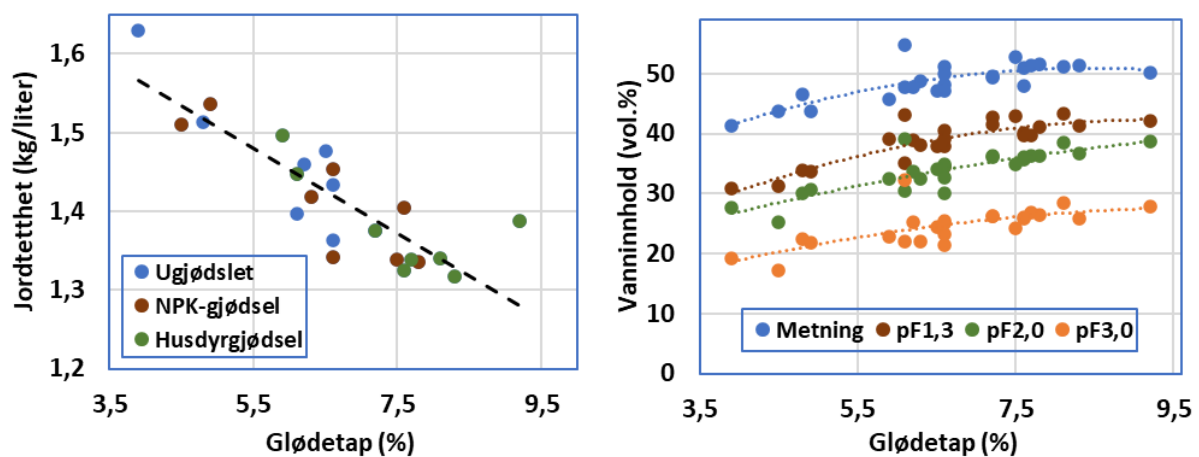 Jordtetthet (kg/liter)
1,6
1,5
1,4
1,3
1,2
Ugjødslet
NPK-gjødsel
Husdyrgjødsel
3,5 5,5 7,5 9,5
Glødetap (%)
Vanninnhold (vol.%)
50
40
30
20
10
0
Metning pF1,3 pF2,0 pF3,0
3,5 5,5 7,5 9,5
Glødetap (%)